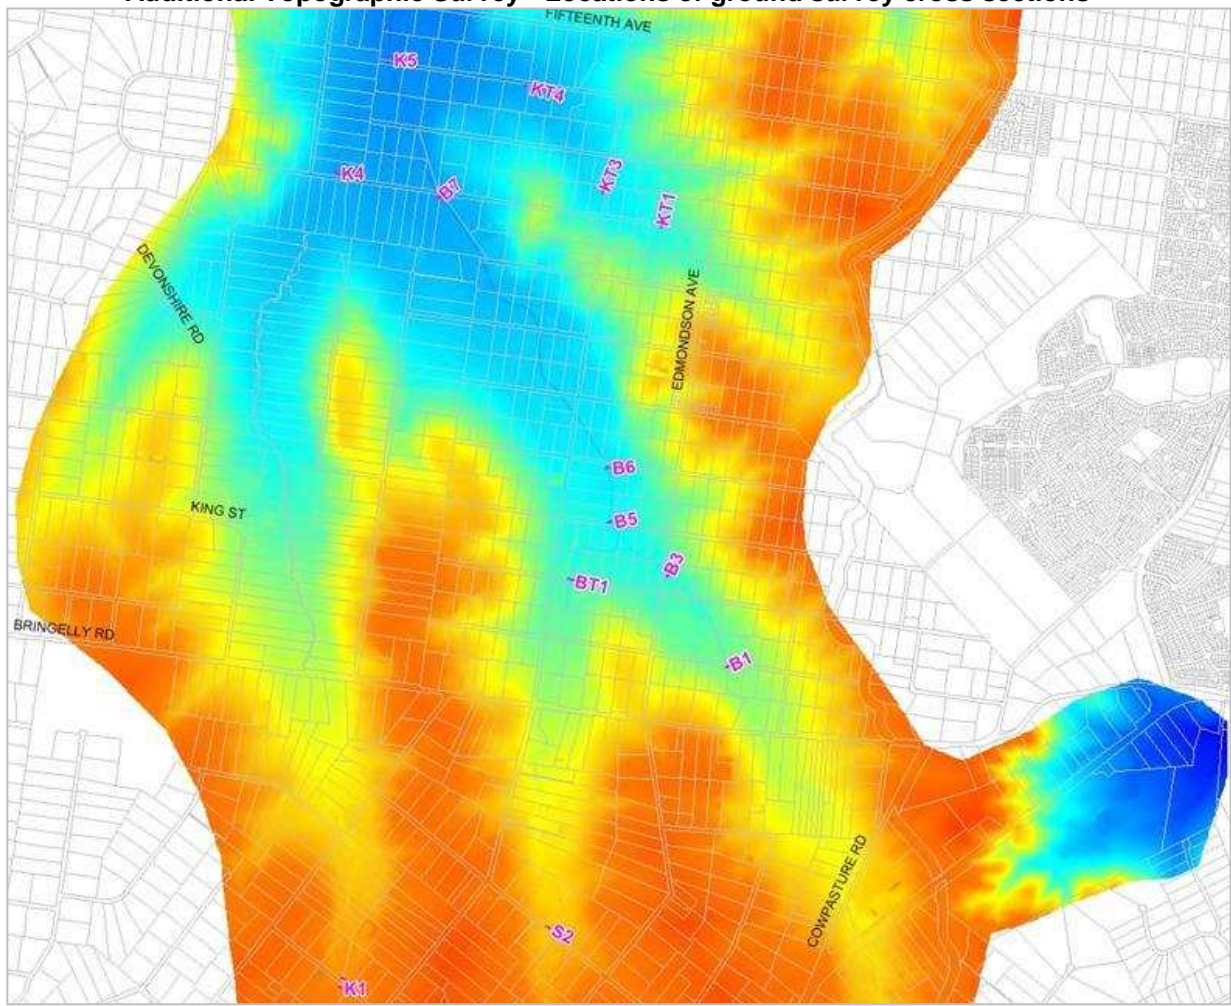 Additional Topographic Survey - Locations of ground survey cross sections
FIFTEENTH AVE
K5
KT4
K4
B7
KT3
KT1
DEVONSHIRE RD
EDMONDSON AVE
B6
KING ST
B5
B3
BT1
BRINGELLY RD
B1
COWPASTURE RD
S2
K1